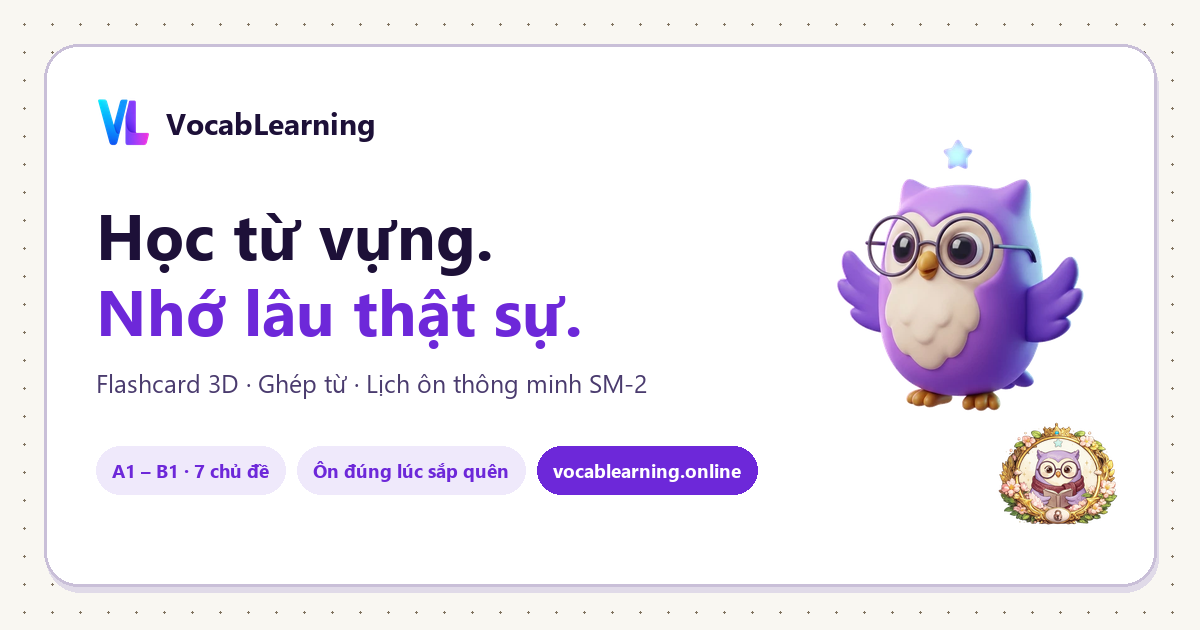 VL VocabLearning
Học từ vựng.
Nhớ lâu thật sự.
Flashcard 3D · Ghép từ · Lịch ôn thông minh SM-2
A1 – B1 · 7 chủ đề
Ôn đúng lúc sắp quên
vocablearning.online